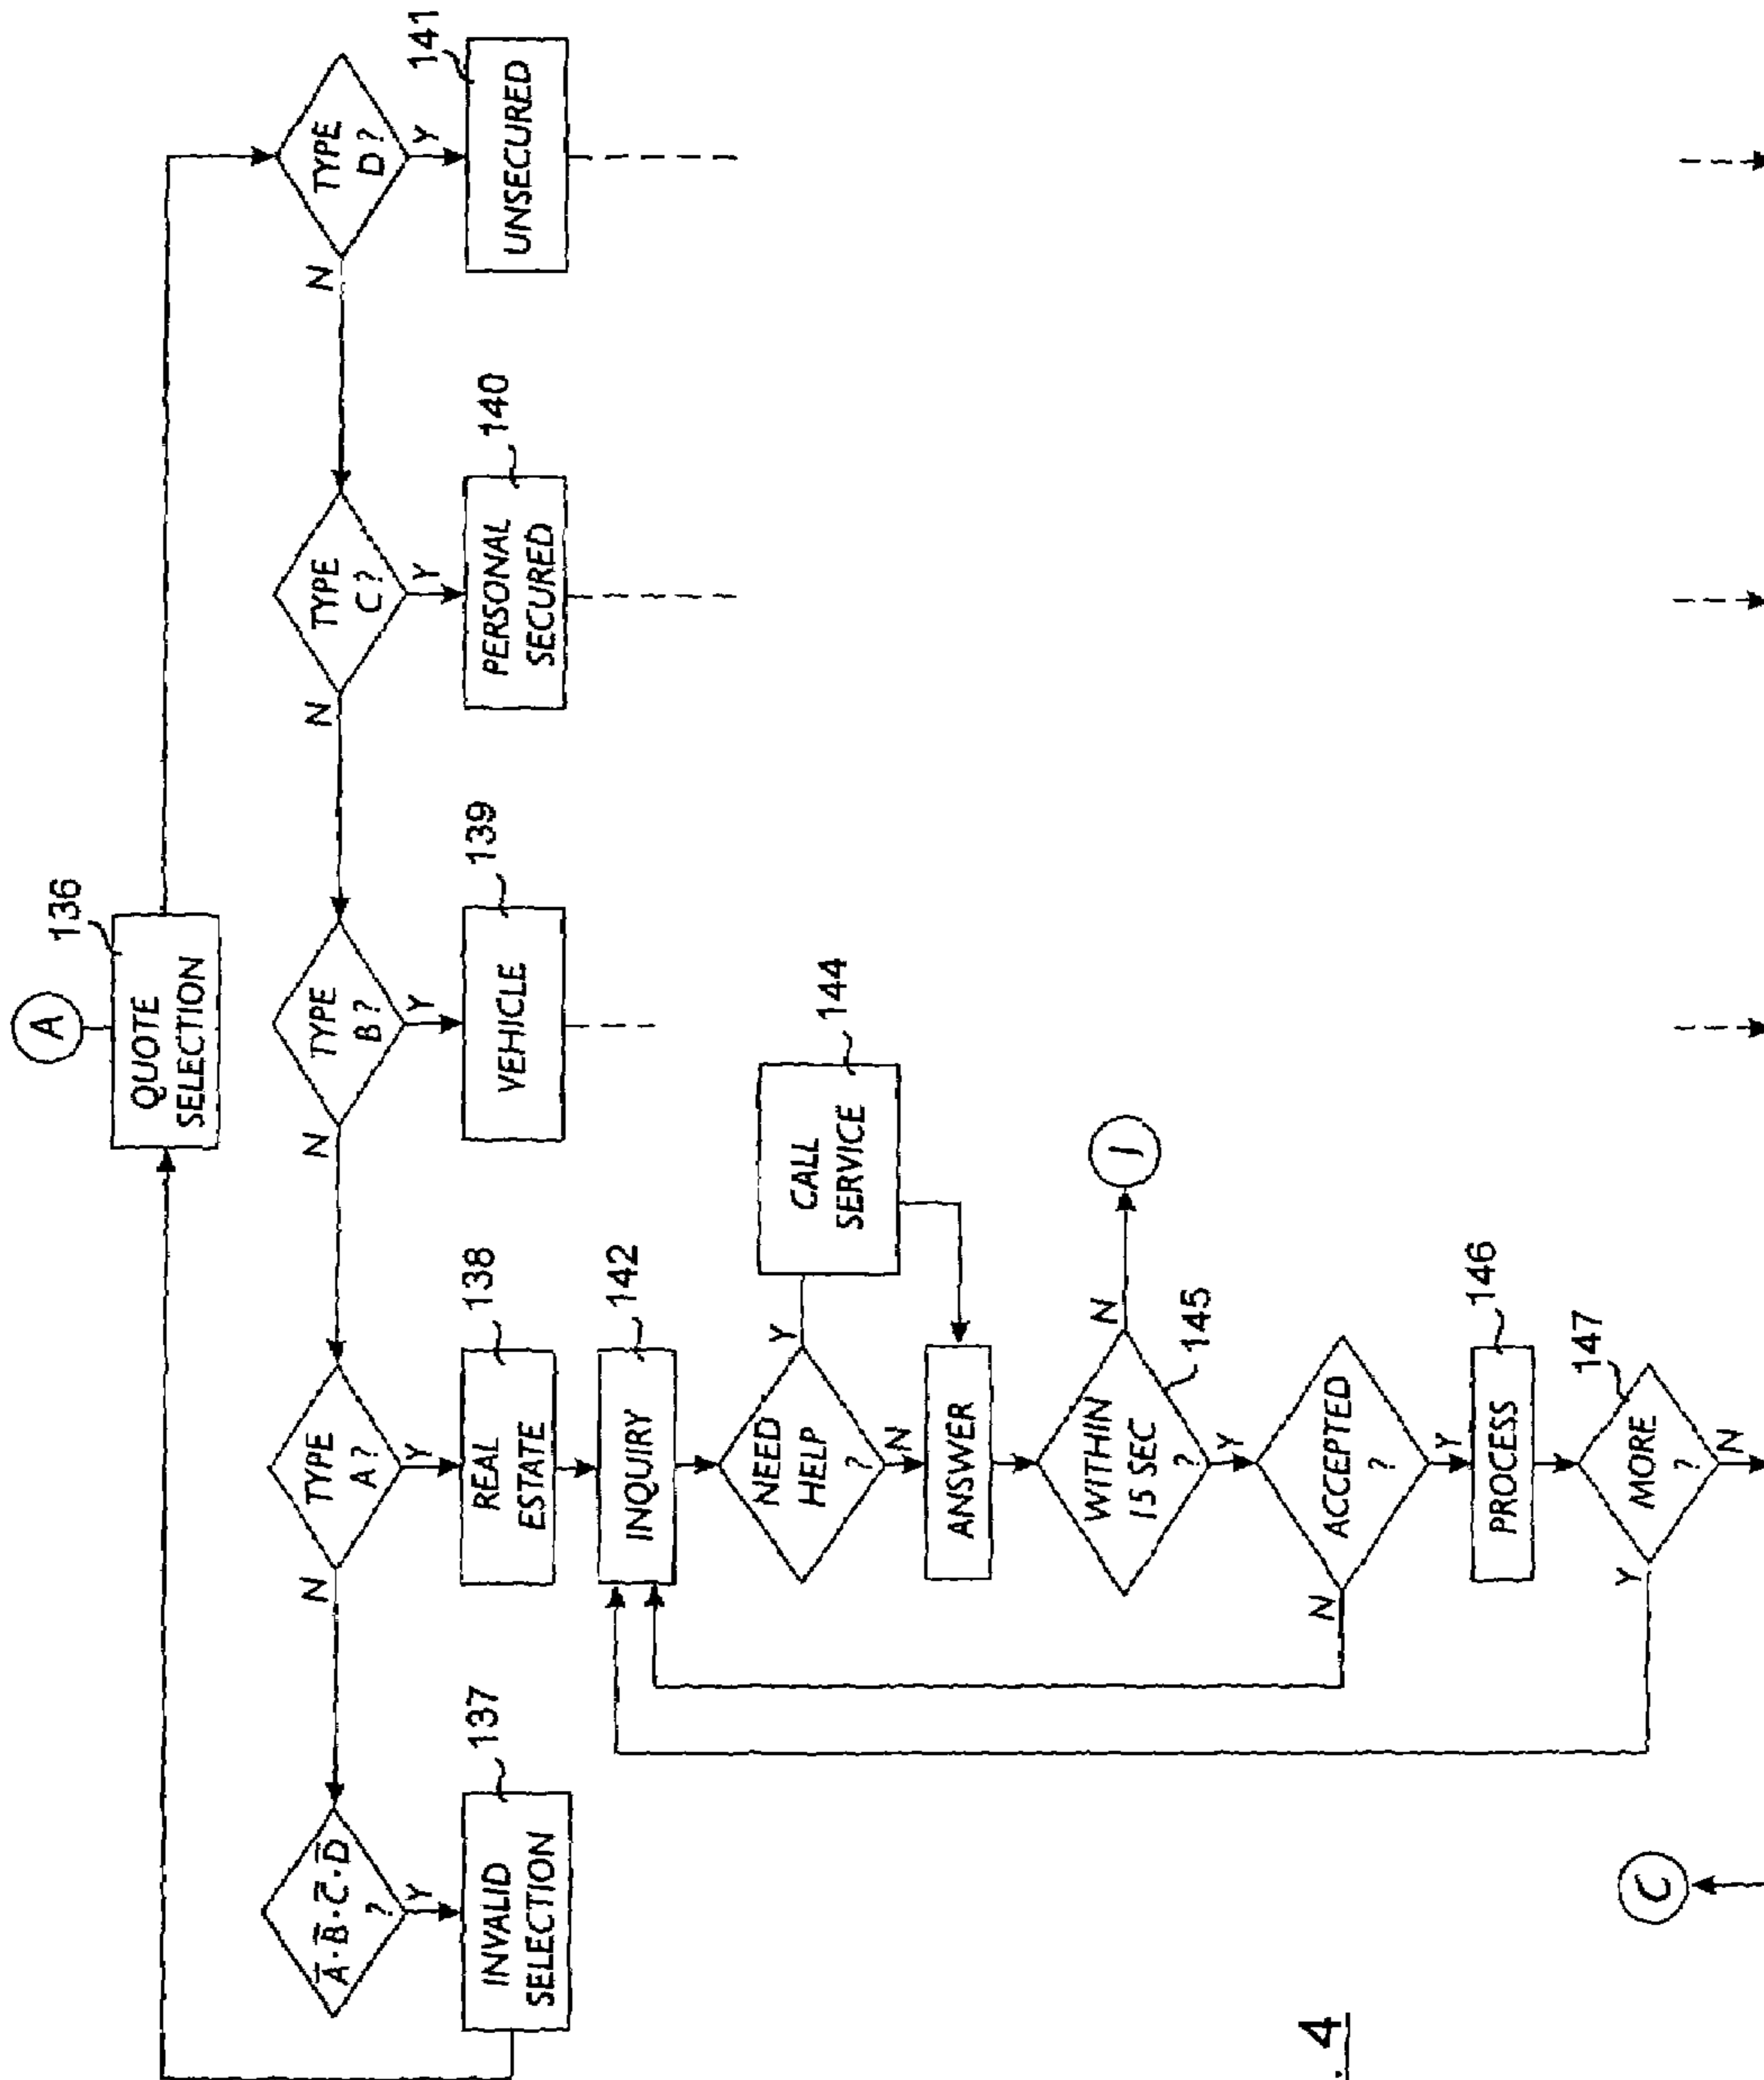 A
136
QUOTE
SELECTION
TYPE
D?
N
Y
141
UNSECURED
TYPE
C?
N
Y
140
PERSONAL
SECURED
TYPE
B?
N
Y
139
VEHICLE
TYPE
A?
N
Y
138
REAL
ESTATE
A̅·B̅·C̅·D̅
?
Y
137
INVALID
SELECTION
142
INQUIRY
NEED
HELP
?
Y
N
144
CALL
SERVICE
ANSWER
WITHIN
15 SEC
?
N
Y
145
J
ACCEPTED
?
N
Y
146
PROCESS
147
MORE
?
Y
N
C
. 4